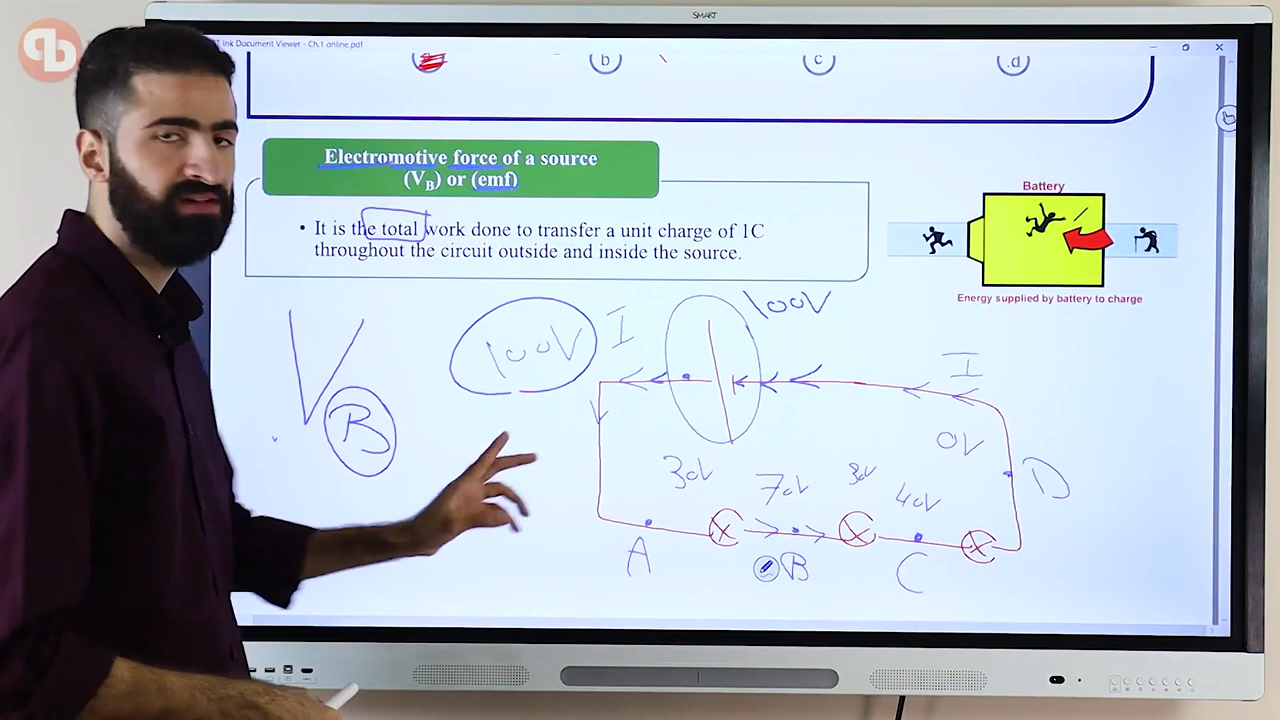 SMART
Ink Document Viewer - Ch.1 online.pdf
b
c
d
Electromotive force of a source
(V_B) or (emf)
• It is the total work done to transfer a unit charge of 1C
throughout the circuit outside and inside the source.
Battery
Energy supplied by battery to charge
V_B
100V
I
100V
I
0V
D
30V
70V
30V
40V
A
B
C